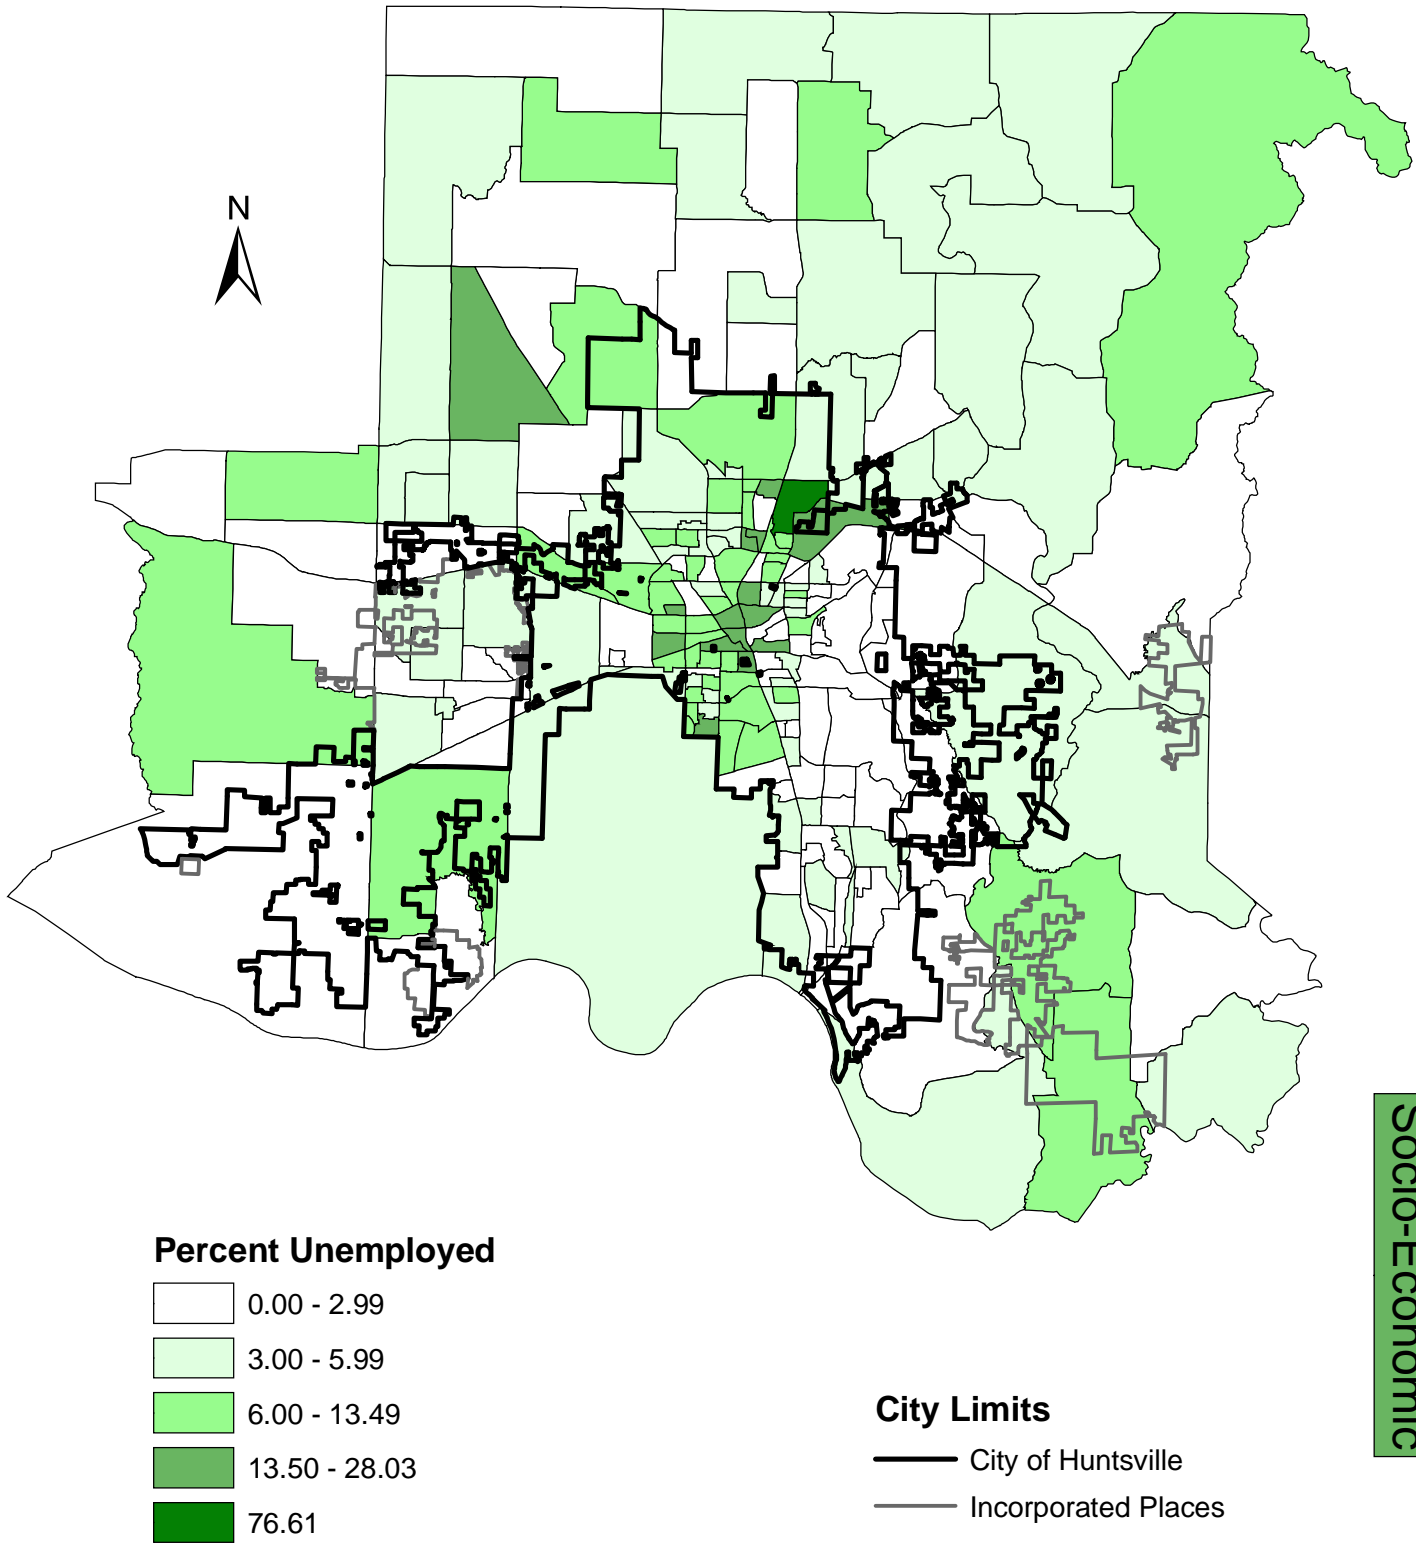 N
Socio-Economic
Percent Unemployed
0.00 - 2.99
3.00 - 5.99
6.00 - 13.49
13.50 - 28.03
76.61
City Limits
City of Huntsville
Incorporated Places